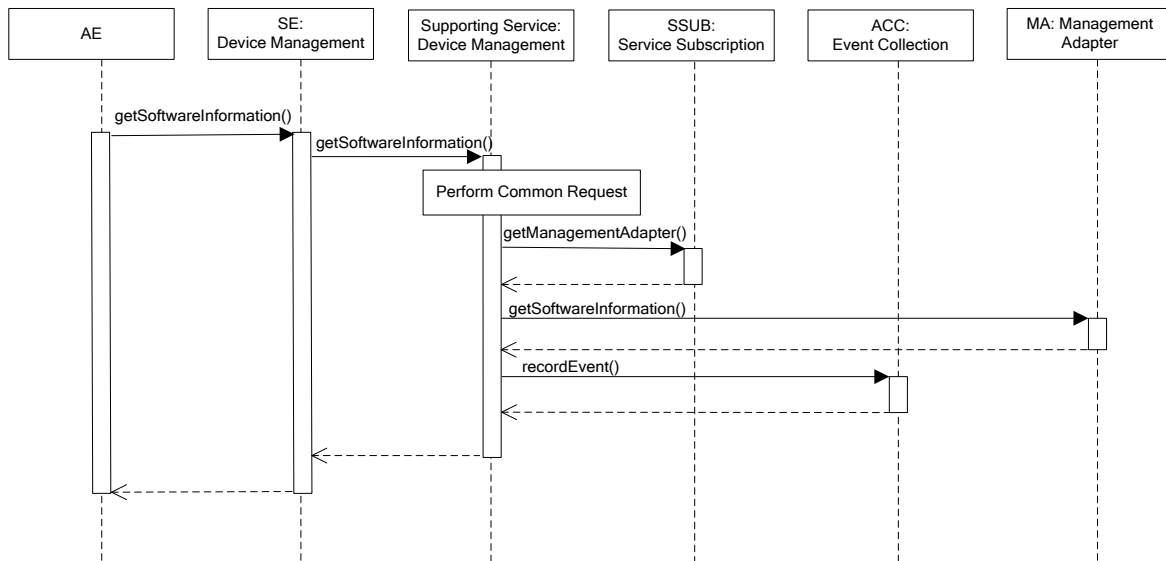 AE
SE:
Device Management
Supporting Service:
Device Management
SSUB:
Service Subscription
ACC:
Event Collection
MA: Management
Adapter
getSoftwareInformation()
getSoftwareInformation()
Perform Common Request
getManagementAdapter()
getSoftwareInformation()
recordEvent()